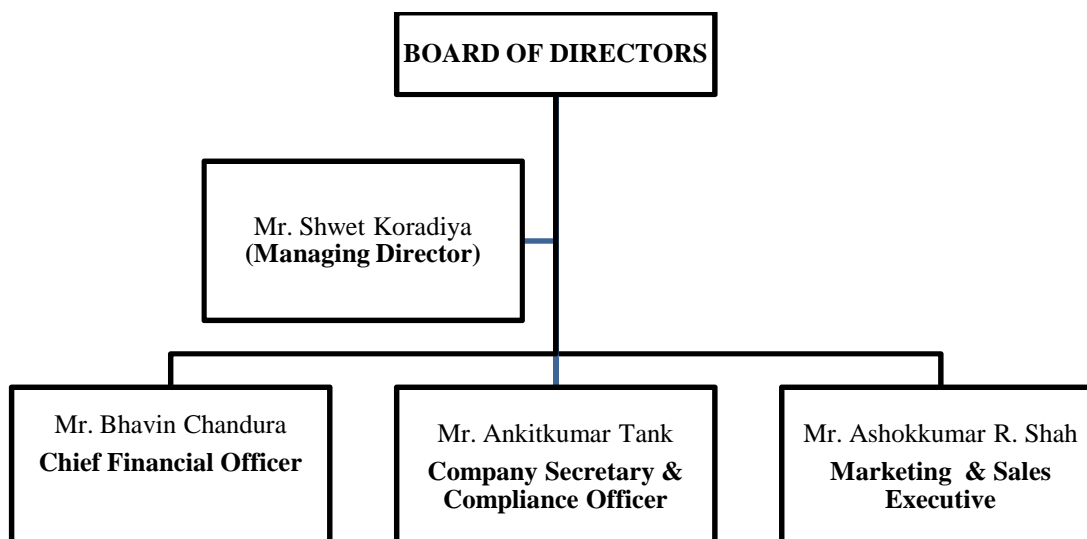 BOARD OF DIRECTORS
Mr. Shwet Koradiya
(Managing Director)
Mr. Bhavin Chandura
Chief Financial Officer
Mr. Ankitkumar Tank
Company Secretary &
Compliance Officer
Mr. Ashokkumar R. Shah
Marketing & Sales
Executive